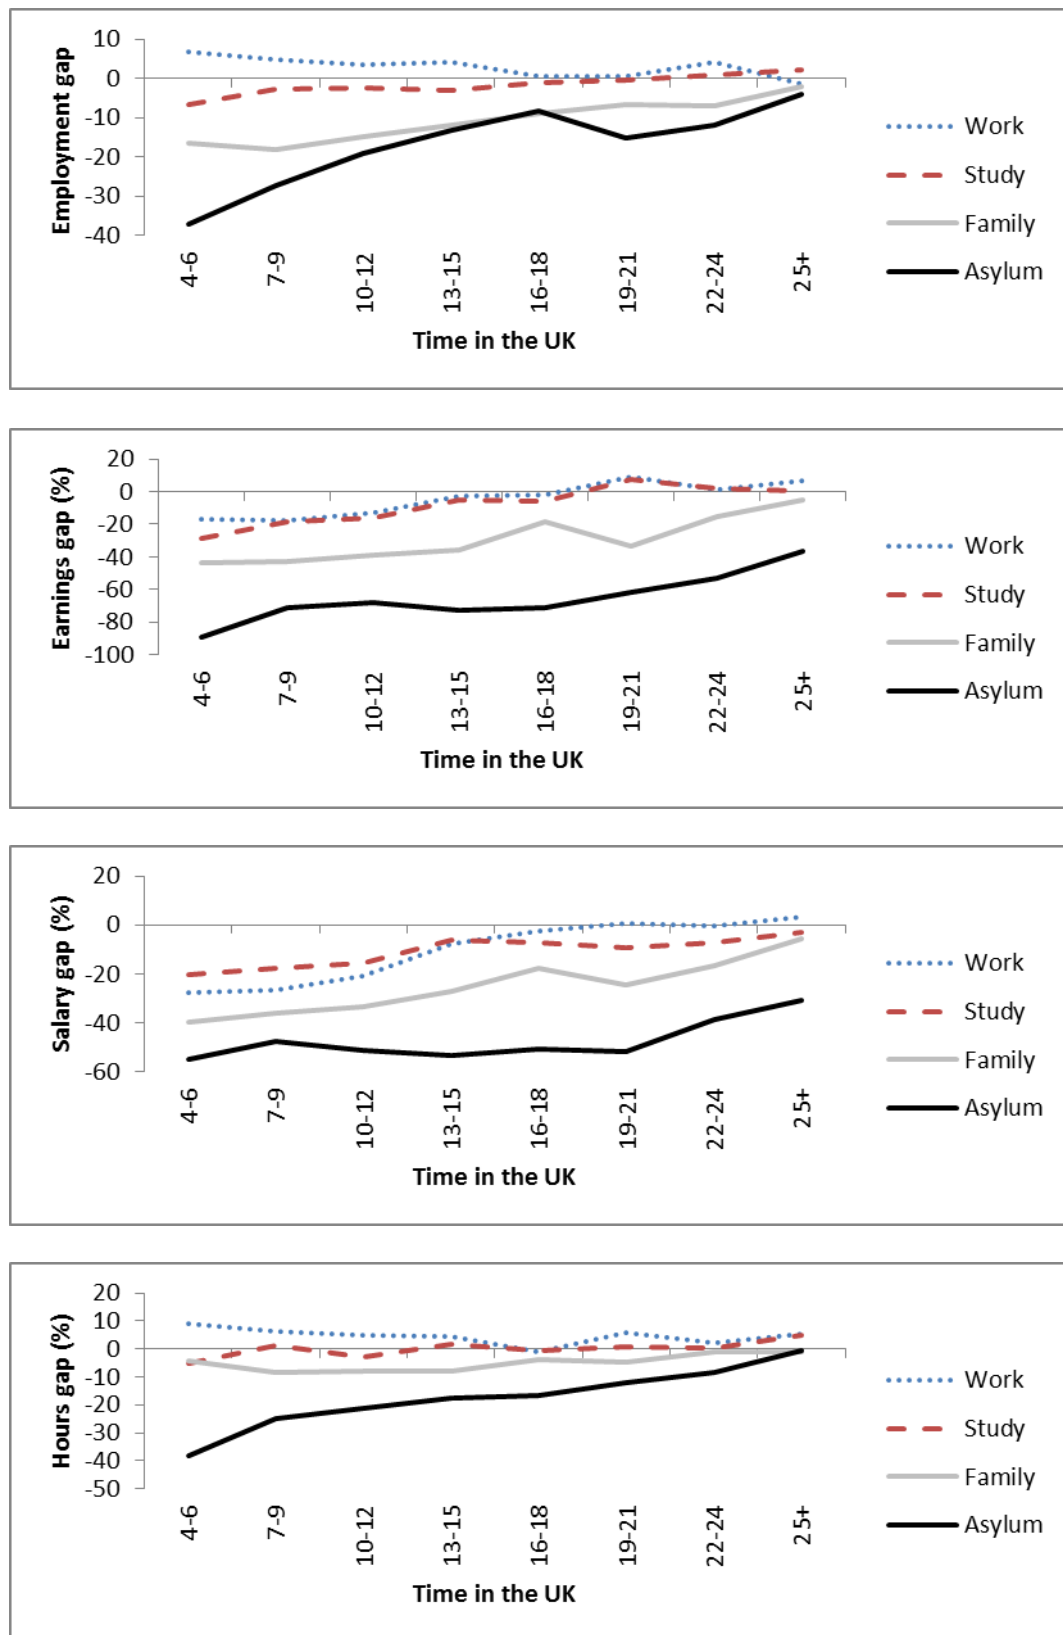 Employment gap
10
0
-10
-20
-30
-40
4-6
7-9
10-12
13-15
16-18
19-21
22-24
25+
Time in the UK
Work
Study
Family
Asylum
Earnings gap (%)
20
0
-20
-40
-60
-80
-100
4-6
7-9
10-12
13-15
16-18
19-21
22-24
25+
Time in the UK
Work
Study
Family
Asylum
Salary gap (%)
20
0
-20
-40
-60
4-6
7-9
10-12
13-15
16-18
19-21
22-24
25+
Time in the UK
Work
Study
Family
Asylum
Hours gap (%)
20
10
0
-10
-20
-30
-40
-50
4-6
7-9
10-12
13-15
16-18
19-21
22-24
25+
Time in the UK
Work
Study
Family
Asylum